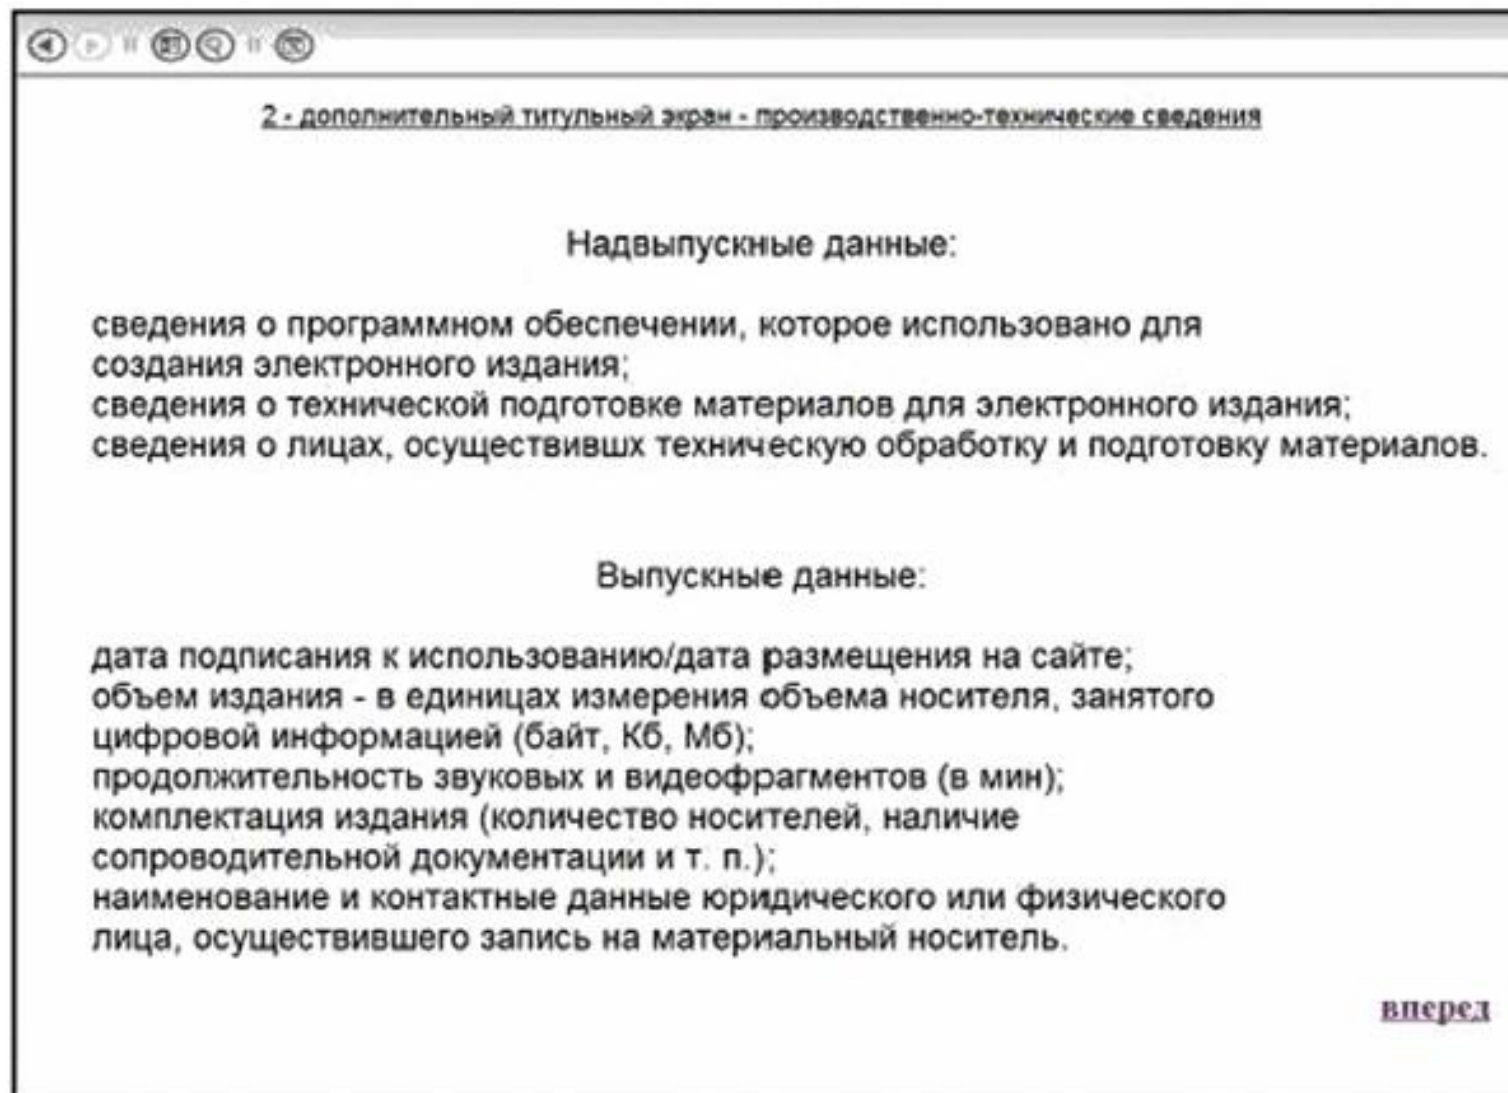 2 - дополнительный титульный экран - производственно-технические сведения
Надвыпускные данные:
сведения о программном обеспечении, которое использовано для
создания электронного издания;
сведения о технической подготовке материалов для электронного издания;
сведения о лицах, осуществивших техническую обработку и подготовку материалов.
Выпускные данные:
дата подписания к использованию/дата размещения на сайте;
объем издания - в единицах измерения объема носителя, занятого
цифровой информацией (байт, Кб, Мб);
продолжительность звуковых и видеофрагментов (в мин);
комплектация издания (количество носителей, наличие
сопроводительной документации и т. п.);
наименование и контактные данные юридического или физического
лица, осуществившего запись на материальный носитель.
вперед